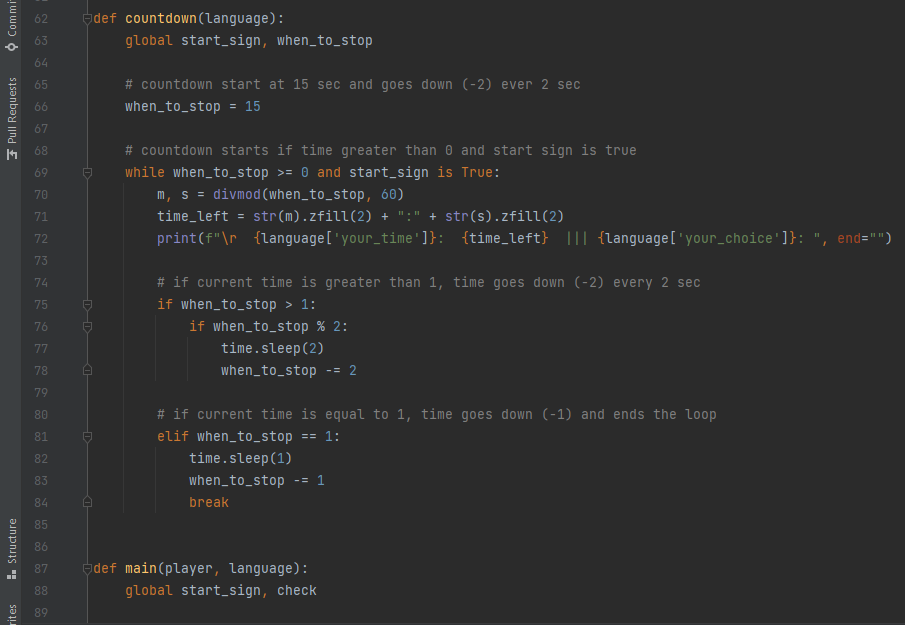 Commi
Pull Requests
Structure
rites
62 def countdown(language):
63     global start_sign, when_to_stop
64
65     # countdown start at 15 sec and goes down (-2) ever 2 sec
66     when_to_stop = 15
67
68     # countdown starts if time greater than 0 and start sign is true
69     while when_to_stop >= 0 and start_sign is True:
70         m, s = divmod(when_to_stop, 60)
71         time_left = str(m).zfill(2) + ":" + str(s).zfill(2)
72         print(f"\r  {language['your_time']}:  {time_left}  ||| {language['your_choice']}: ", end="")
73
74         # if current time is greater than 1, time goes down (-2) every 2 sec
75         if when_to_stop > 1:
76             if when_to_stop % 2:
77                 time.sleep(2)
78                 when_to_stop -= 2
79
80         # if current time is equal to 1, time goes down (-1) and ends the loop
81         elif when_to_stop == 1:
82             time.sleep(1)
83             when_to_stop -= 1
84             break
85
86
87 def main(player, language):
88     global start_sign, check
89